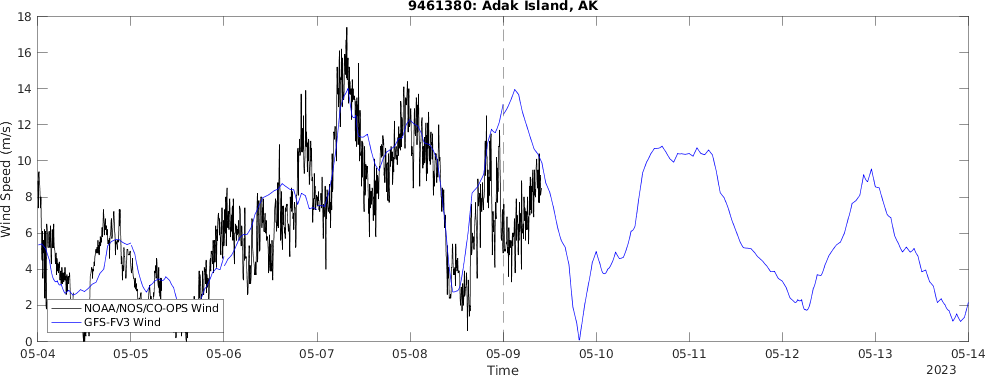 9461380: Adak Island, AK
Wind Speed (m/s)
18
16
14
12
10
8
6
4
2
0
NOAA/NOS/CO-OPS Wind
GFS-FV3 Wind
05-04 05-05 05-06 05-07 05-08 05-09 05-10 05-11 05-12 05-13 05-14
Time
2023